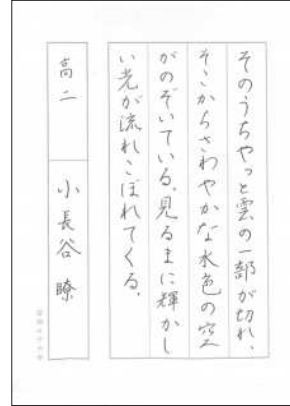 そのうちやっと雲の一部が切れ、
そこからさわやかな水色の空
がのぞいている。見るまに輝かし
い光が流れこぼれてくる。
高二 小長谷 瞭